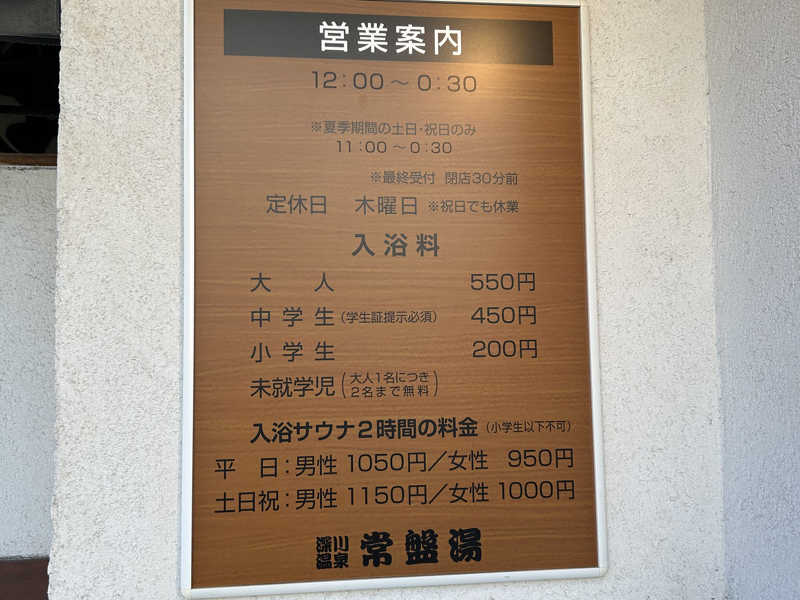 営業案内
12:00〜0:30
※夏季期間の土日・祝日のみ
11:00〜0:30
※最終受付 閉店30分前
定休日 木曜日 ※祝日でも休業
入浴料
大人 550円
中学生(学生証提示必須) 450円
小学生 200円
未就学児(大人1名につき
2名まで無料)
入浴サウナ2時間の料金(小学生以下不可)
平日:男性 1050円/女性 950円
土日祝:男性 1150円/女性 1000円
深川
温泉 常盤湯